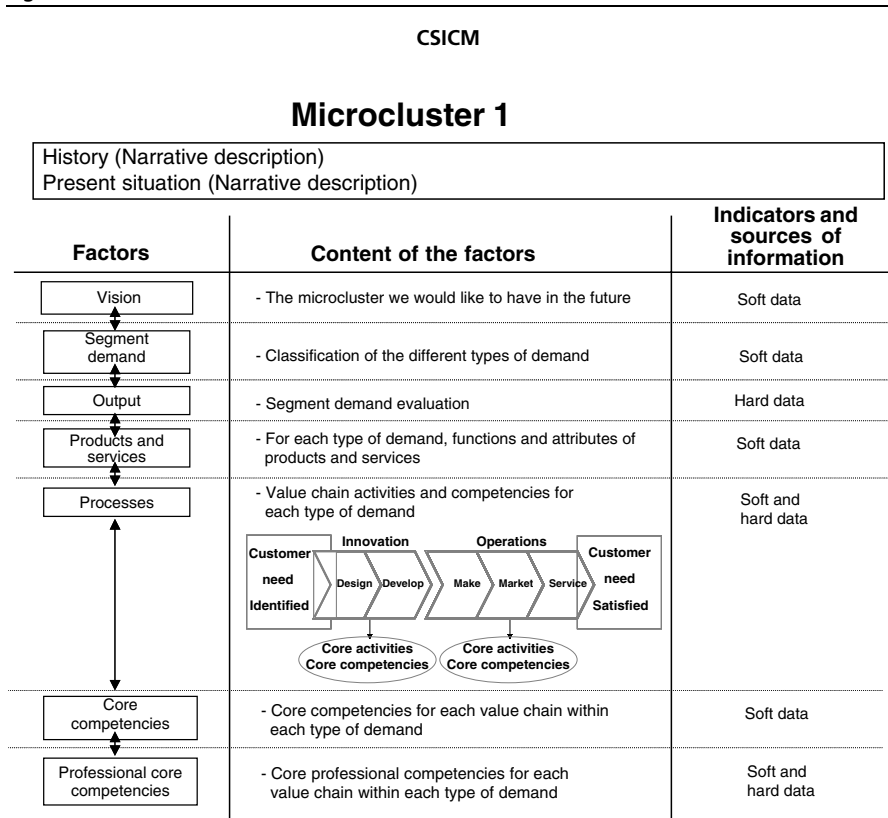 CSICM
Microcluster 1
History (Narrative description)
Present situation (Narrative description)
Factors
Content of the factors
Indicators and
sources of
information
Vision
- The microcluster we would like to have in the future
Soft data
Segment
demand
- Classification of the different types of demand
Soft data
Output
- Segment demand evaluation
Hard data
Products and
services
- For each type of demand, functions and attributes of
products and services
Soft data
Processes
- Value chain activities and competencies for
each type of demand
Soft and
hard data
Innovation
Operations
Customer
need
Identified
Design
Develop
Make
Market
Service
Customer
need
Satisfied
Core activities
Core competencies
Core activities
Core competencies
Core
competencies
- Core competencies for each value chain within
each type of demand
Soft data
Professional core
competencies
- Core professional competencies for each
value chain within each type of demand
Soft and
hard data